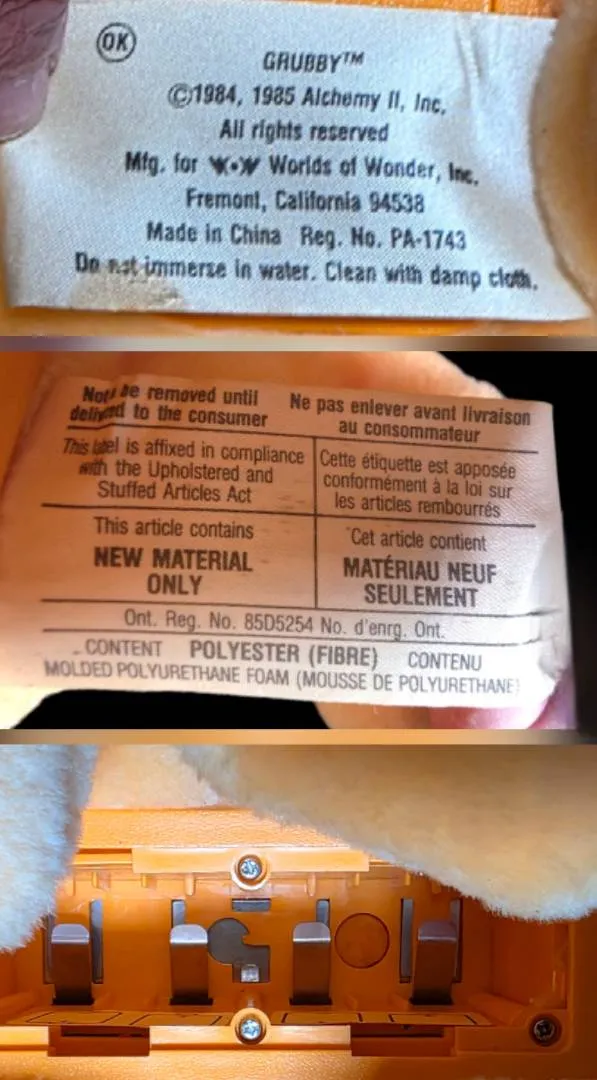 OK
GRUBBY™
©1984, 1985 Alchemy II, Inc.
All rights reserved
Mfg. for W•W Worlds of Wonder, Inc.
Fremont, California 94538
Made in China Reg. No. PA-1743
Do not immerse in water. Clean with damp cloth.
Not be removed until
delivered to the consumer
Ne pas enlever avant livraison
au consommateur
This label is affixed in compliance
with the Upholstered and
Stuffed Articles Act
Cette étiquette est apposée
conformément à la loi sur
les articles rembourrés
This article contains
NEW MATERIAL
ONLY
Cet article contient
MATÉRIAU NEUF
SEULEMENT
Ont. Reg. No. 85D5254 No. d'enrg. Ont.
CONTENT POLYESTER (FIBRE) CONTENU
MOLDED POLYURETHANE FOAM (MOUSSE DE POLYURETHANE)